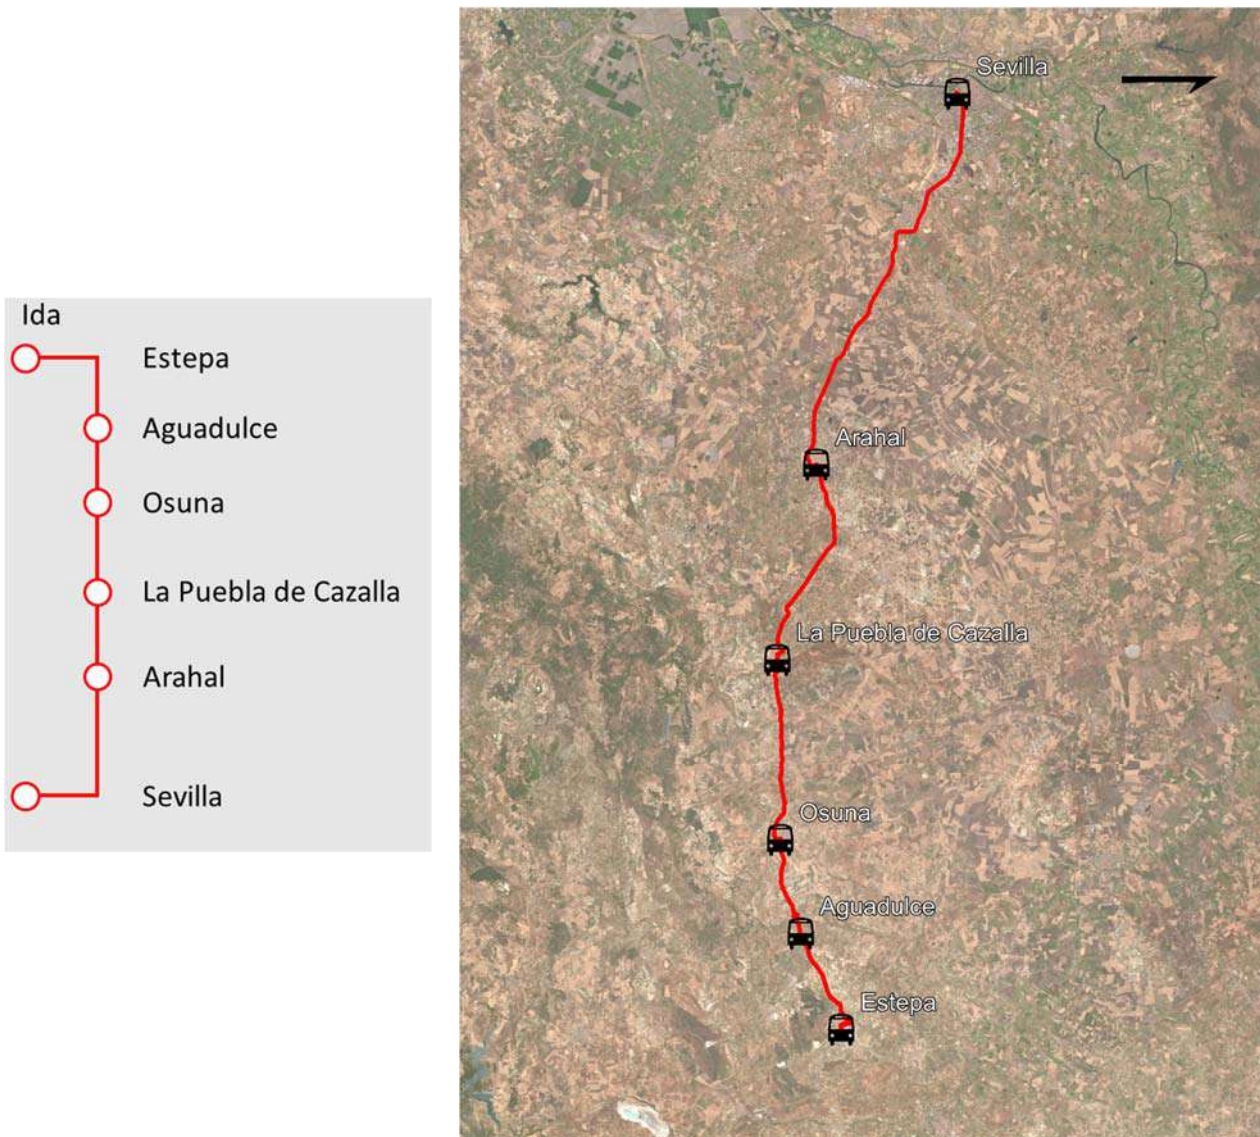 Ida
Estepa
Aguadulce
Osuna
La Puebla de Cazalla
Arahal
Sevilla
Sevilla
Arahal
La Puebla de Cazalla
Osuna
Aguadulce
Estepa